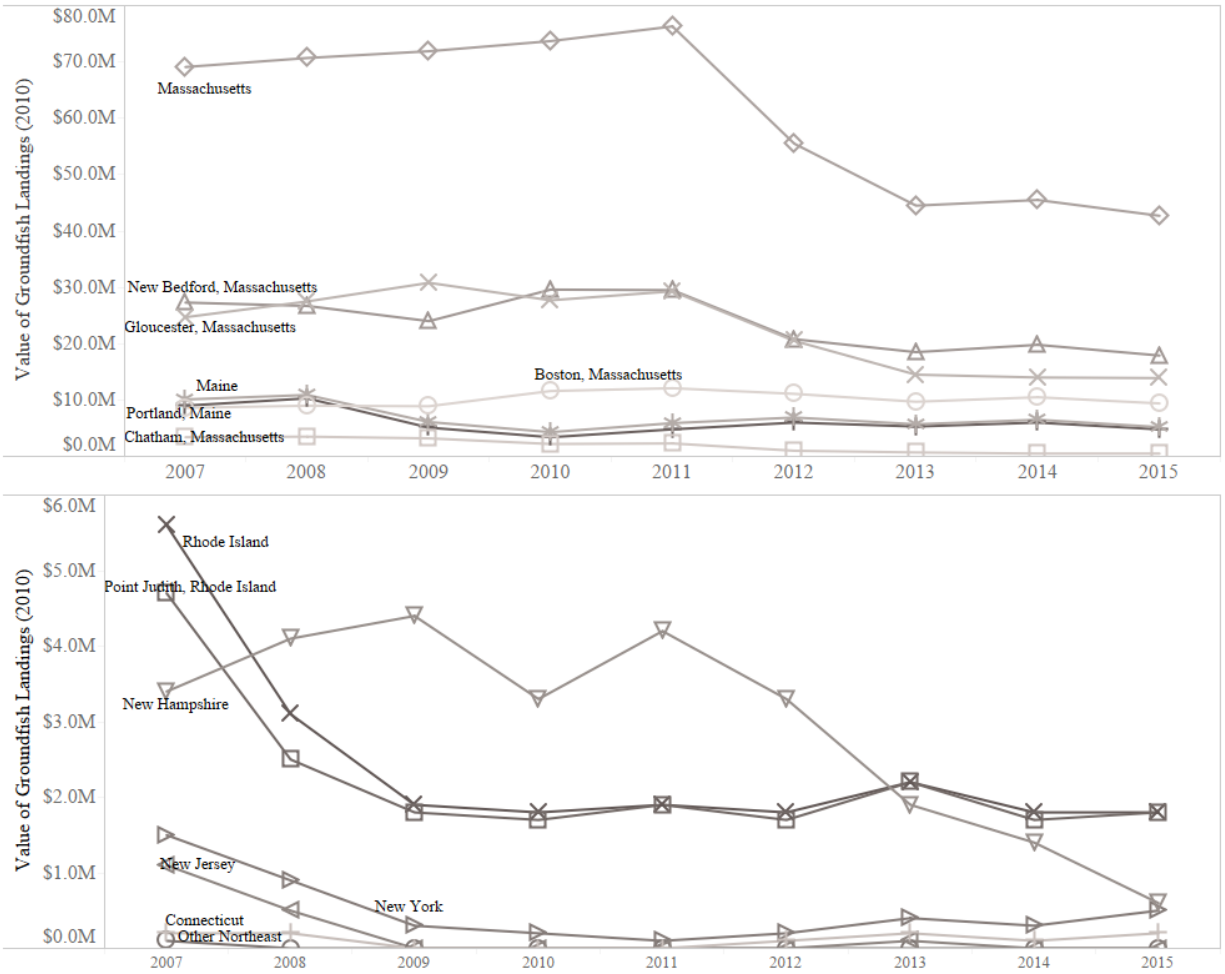 $80.0M
$70.0M
$60.0M
$50.0M
$40.0M
$30.0M
$20.0M
$10.0M
$0.0M
Value of Groundfish Landings (2010)
Massachusetts
New Bedford, Massachusetts
Gloucester, Massachusetts
Maine
Boston, Massachusetts
Portland, Maine
Chatham, Massachusetts
2007 2008 2009 2010 2011 2012 2013 2014 2015
$6.0M
$5.0M
$4.0M
$3.0M
$2.0M
$1.0M
$0.0M
Value of Groundfish Landings (2010)
Rhode Island
Point Judith, Rhode Island
New Hampshire
New Jersey
New York
Connecticut
Other Northeast
2007 2008 2009 2010 2011 2012 2013 2014 2015